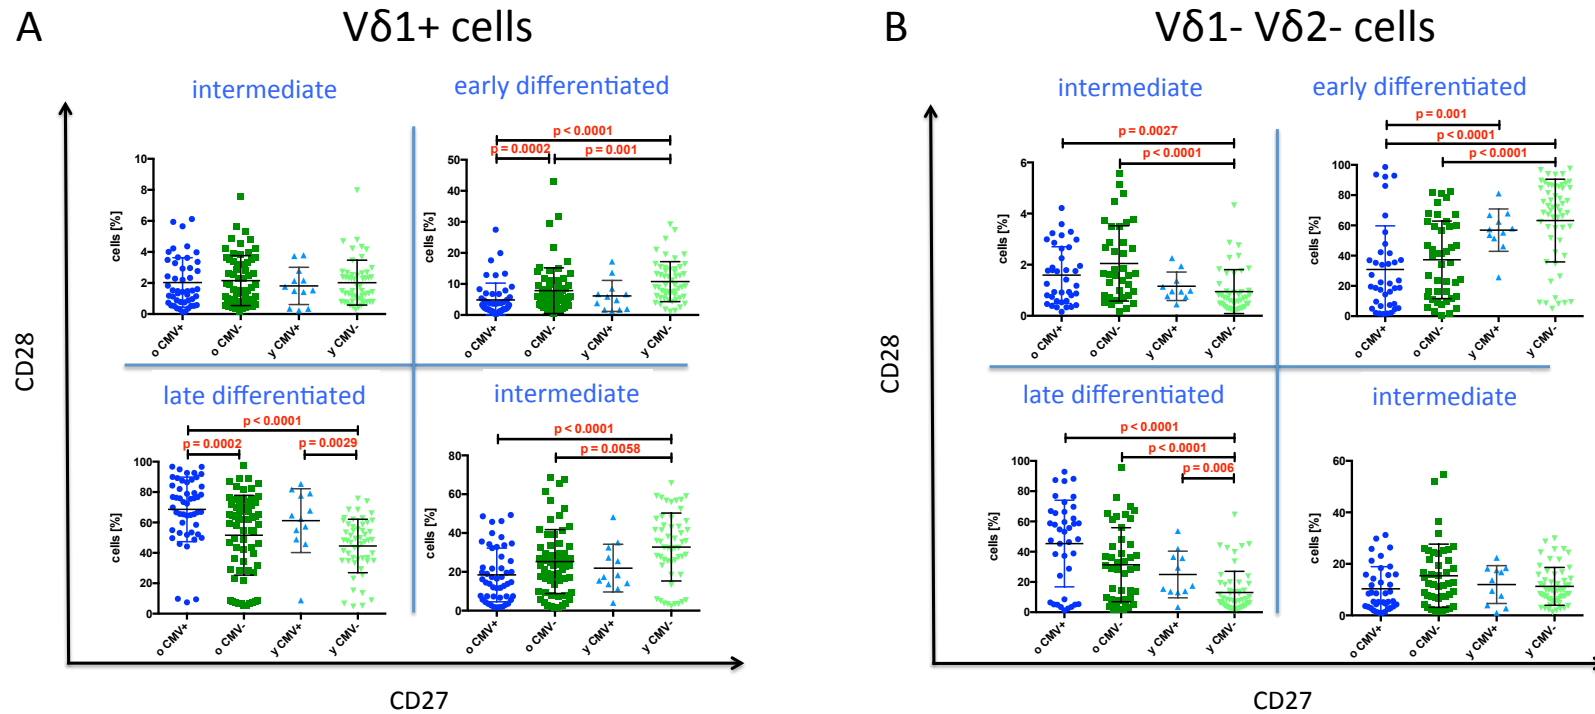 A
Vδ1+ cells
intermediate
early differentiated
CD28
cells [%]
10
8
6
4
2
0
o CMV+
o CMV-
y CMV+
y CMV-
p < 0.0001
p = 0.0002
p = 0.001
cells [%]
50
40
30
20
10
0
o CMV+
o CMV-
y CMV+
y CMV-
late differentiated
intermediate
p < 0.0001
p = 0.0002
p = 0.0029
cells [%]
100
80
60
40
20
0
o CMV+
o CMV-
y CMV+
y CMV-
p < 0.0001
p = 0.0058
cells [%]
80
60
40
20
0
o CMV+
o CMV-
y CMV+
y CMV-
CD27
B
Vδ1- Vδ2- cells
intermediate
early differentiated
CD28
p = 0.0027
p < 0.0001
cells [%]
6
4
2
0
o CMV+
o CMV-
y CMV+
y CMV-
p = 0.001
p < 0.0001
p < 0.0001
cells [%]
100
80
60
40
20
0
o CMV+
o CMV-
y CMV+
y CMV-
late differentiated
intermediate
p < 0.0001
p < 0.0001
p = 0.006
cells [%]
100
80
60
40
20
0
o CMV+
o CMV-
y CMV+
y CMV-
cells [%]
60
40
20
0
o CMV+
o CMV-
y CMV+
y CMV-
CD27